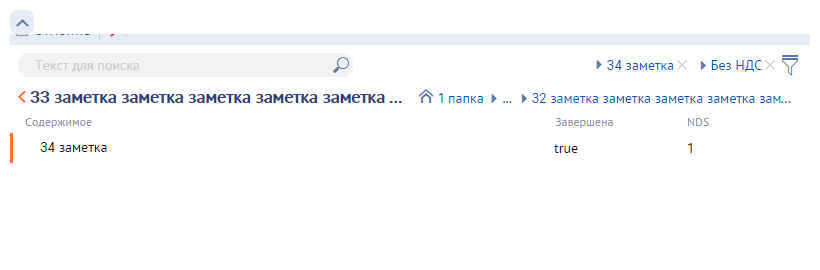 Текст для поиска
34 заметка
Без НДС
33 заметка заметка заметка заметка заметка ...
1 папка ... 32 заметка заметка заметка заметка зам...
Содержимое Завершена NDS
34 заметка true 1